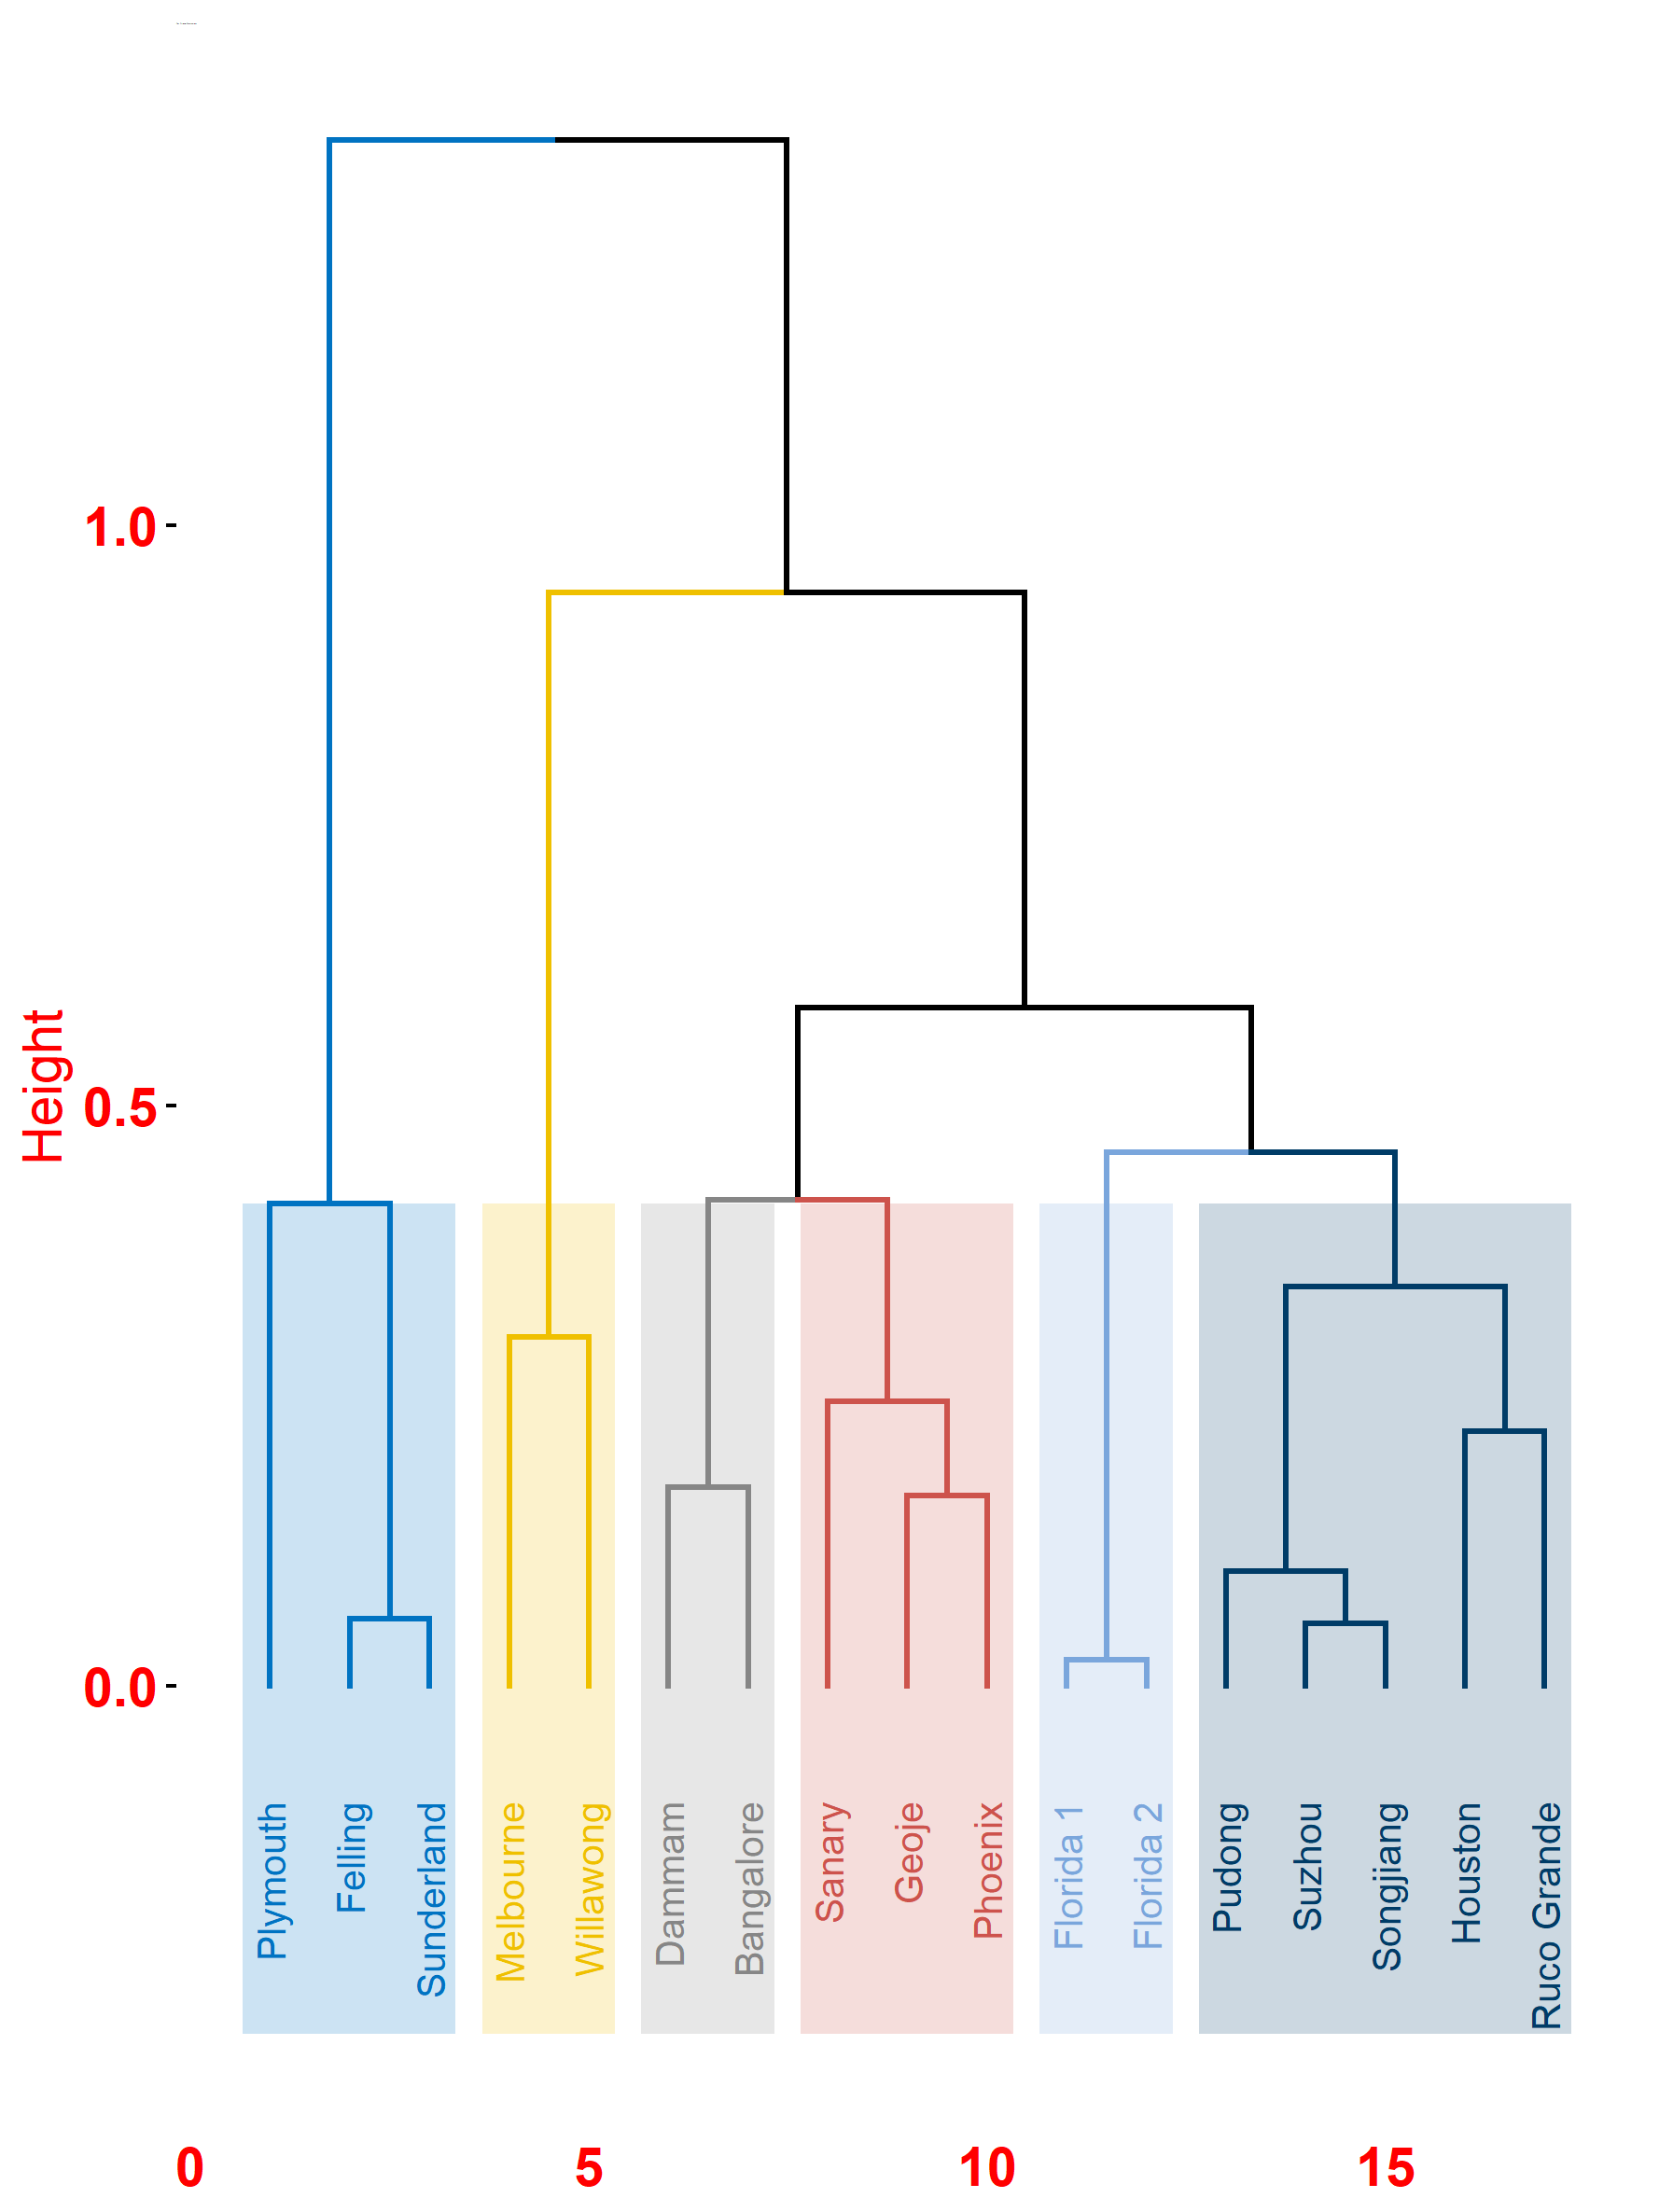 1.0
0.5
0.0
Height
Plymouth
Felling
Sunderland
Melbourne
Willawong
Dammam
Bangalore
Sanary
Geoje
Phoenix
Florida 1
Florida 2
Pudong
Suzhou
Songjiang
Houston
Ruco Grande
0 5 10 15